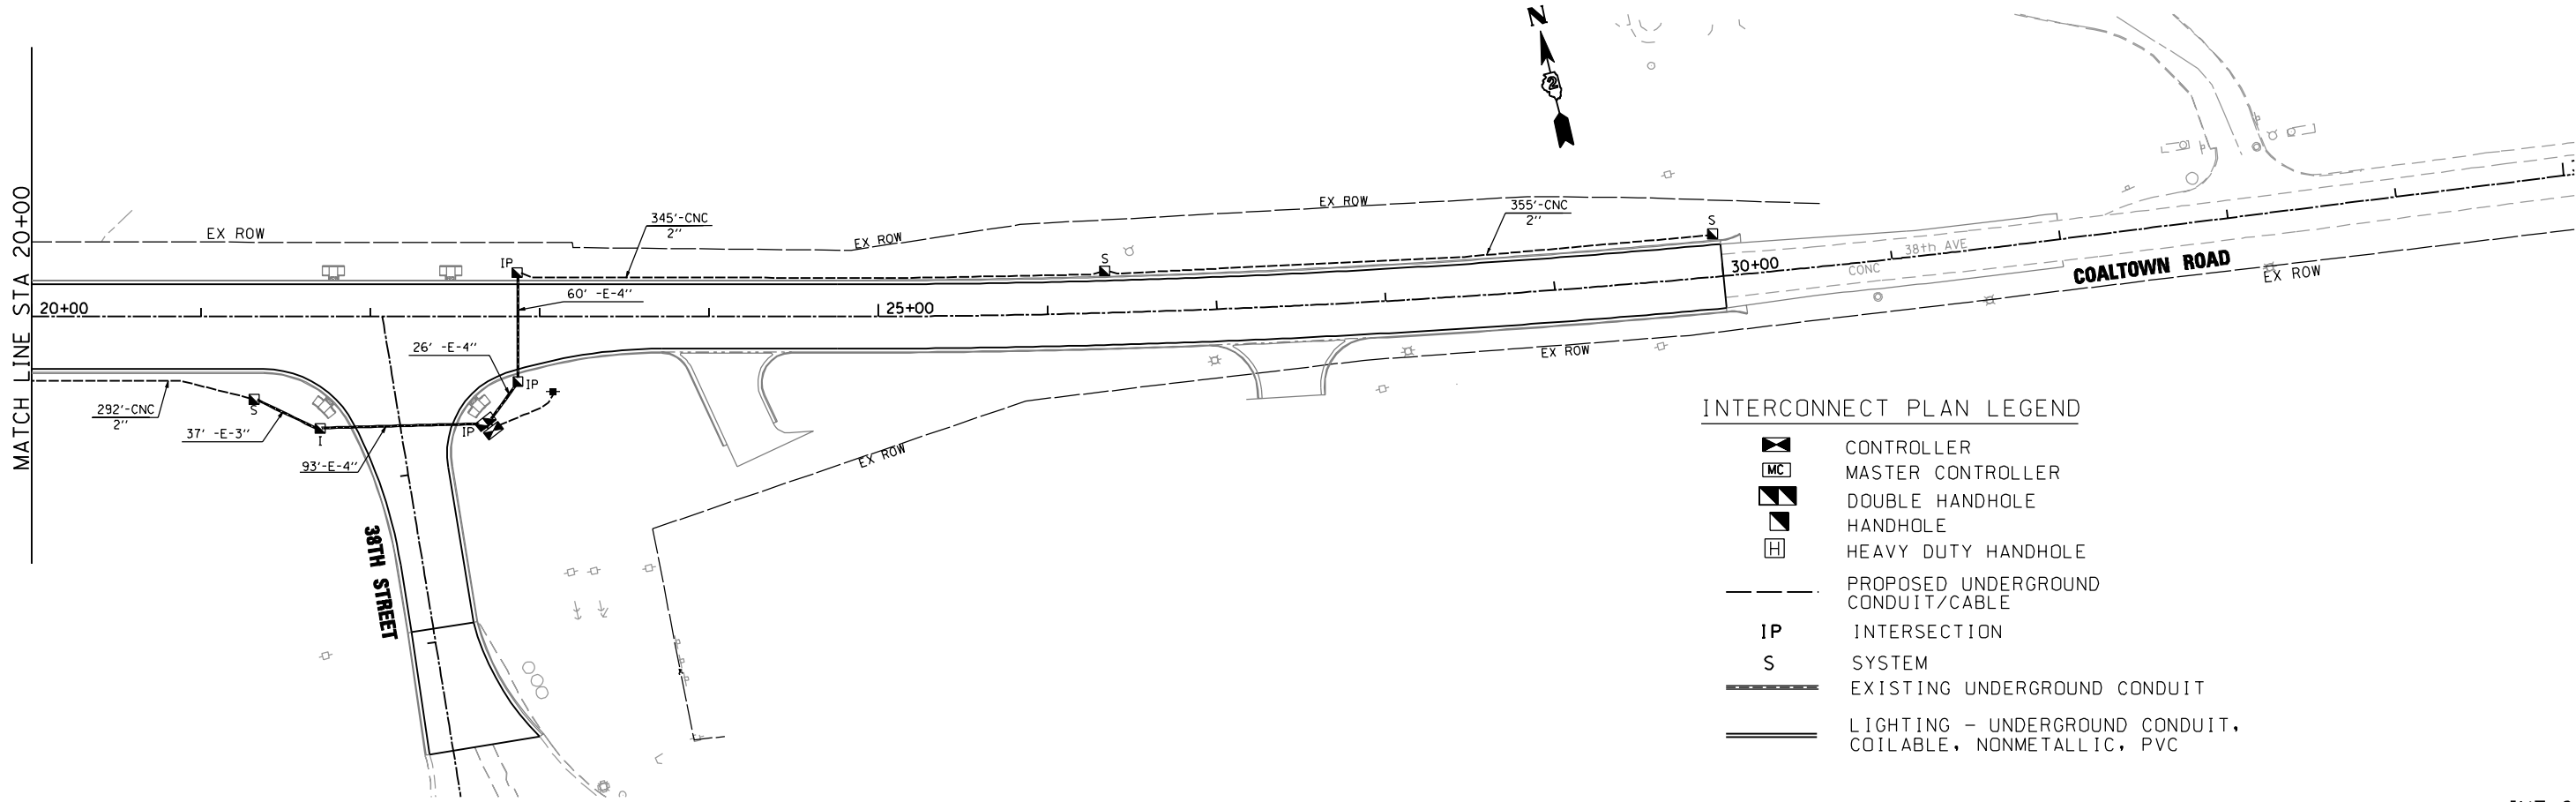 N
2
MATCH LINE STA 20+00
EX ROW
345'-CNC
2''
EX ROW
EX ROW
355'-CNC
2''
S
IP
S
60' -E-4''
20+00
25+00
30+00
38th AVE
CONC
COALTOWN ROAD
EX ROW
26' -E-4''
IP
EX ROW
292'-CNC
2''
S
37' -E-3''
I
IP
93'-E-4''
EX ROW
38TH STREET
INTERCONNECT PLAN LEGEND
CONTROLLER
MC MASTER CONTROLLER
DOUBLE HANDHOLE
HANDHOLE
H HEAVY DUTY HANDHOLE
PROPOSED UNDERGROUND
CONDUIT/CABLE
IP INTERSECTION
S SYSTEM
EXISTING UNDERGROUND CONDUIT
LIGHTING - UNDERGROUND CONDUIT,
COILABLE, NONMETALLIC, PVC